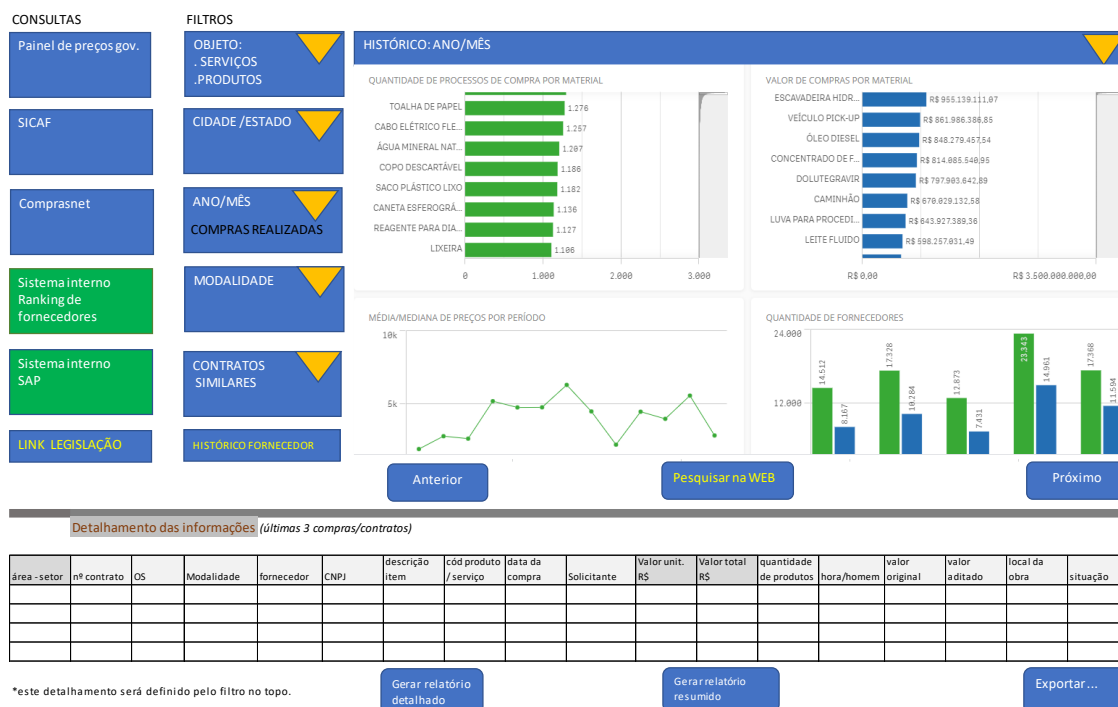 CONSULTAS
FILTROS
Painel de preços gov.
SICAF
Comprasnet
Sistema interno
Ranking de
fornecedores
Sistema interno
SAP
LINK LEGISLAÇÃO
OBJETO:
. SERVIÇOS
.PRODUTOS
CIDADE /ESTADO
ANO/MÊS
COMPRAS REALIZADAS
MODALIDADE
CONTRATOS
SIMILARES
HISTÓRICO FORNECEDOR
HISTÓRICO: ANO/MÊS
QUANTIDADE DE PROCESSOS DE COMPRA POR MATERIAL
TOALHA DE PAPEL 1.276
CABO ELÉTRICO FLE... 1.257
ÁGUA MINERAL NAT... 1.207
COPO DESCARTÁVEL 1.186
SACO PLÁSTICO LIXO 1.182
CANETA ESFEROGRÁ... 1.136
REAGENTE PARA DIA... 1.127
LIXEIRA 1.106
0 1.000 2.000 3.000
VALOR DE COMPRAS POR MATERIAL
ESCAVADEIRA HIDR... R$ 955.139.111,07
VEÍCULO PICK-UP R$ 861.986.386,85
ÓLEO DIESEL R$ 848.279.457,54
CONCENTRADO DE F... R$ 814.085.540,95
DOLUTEGRAVIR R$ 797.903.642,89
CAMINHÃO R$ 670.029.132,58
LUVA PARA PROCEDI... R$ 643.927.389,36
LEITE FLUIDO R$ 598.257.031,49
R$ 0,00 R$ 3.500.000.000,00
MÉDIA/MEDIANA DE PREÇOS POR PERÍODO
10k
5k
QUANTIDADE DE FORNECEDORES
24.000
12.000
14.512 8.167 17.328 10.284 12.873 7.431 23.343 14.961 17.368 11.594
Anterior
Pesquisar na WEB
Próximo
Detalhamento das informações (últimas 3 compras/contratos)
área - setor nº contrato OS Modalidade fornecedor CNPJ descrição item cód produto / serviço data da compra Solicitante Valor unit. R$ Valor total R$ quantidade de produtos hora/homem valor original valor aditado local da obra situação
*este detalhamento será definido pelo filtro no topo.
Gerar relatório
detalhado
Gerar relatório
resumido
Exportar...